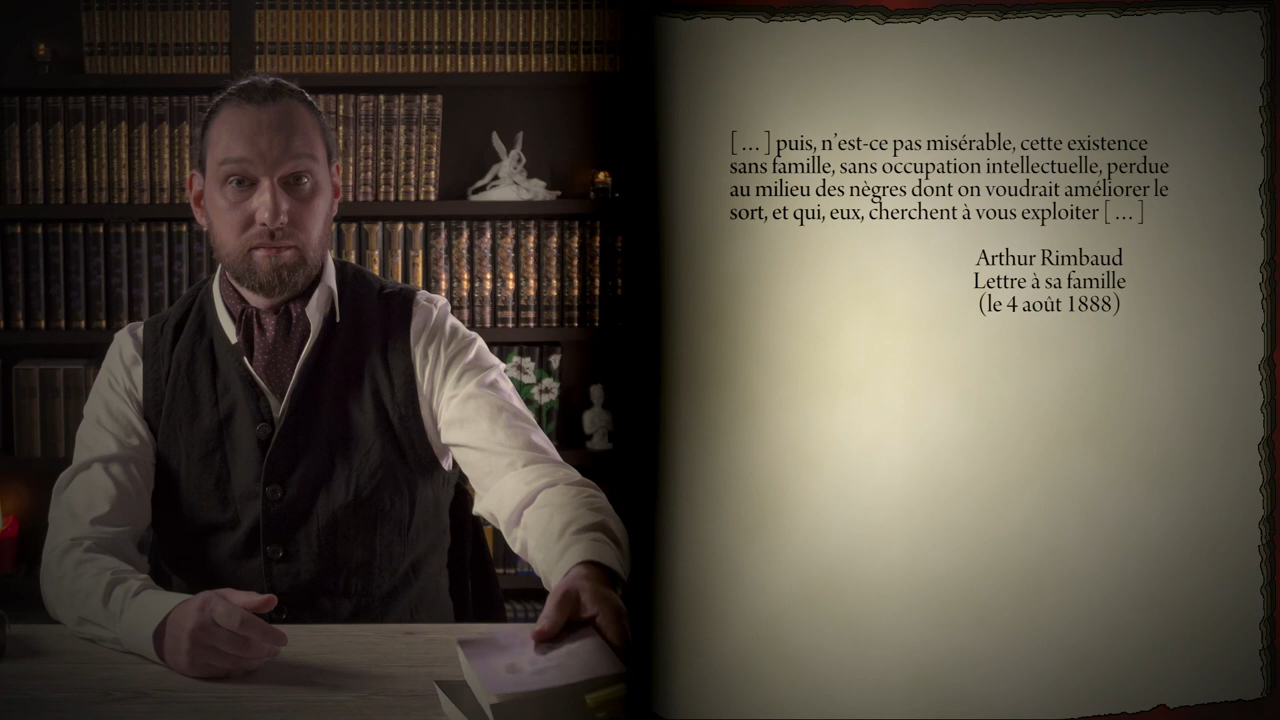 [ … ] puis, n’est-ce pas misérable, cette existence
sans famille, sans occupation intellectuelle, perdue
au milieu des nègres dont on voudrait améliorer le
sort, et qui, eux, cherchent à vous exploiter [ … ]
Arthur Rimbaud
Lettre à sa famille
(le 4 août 1888)